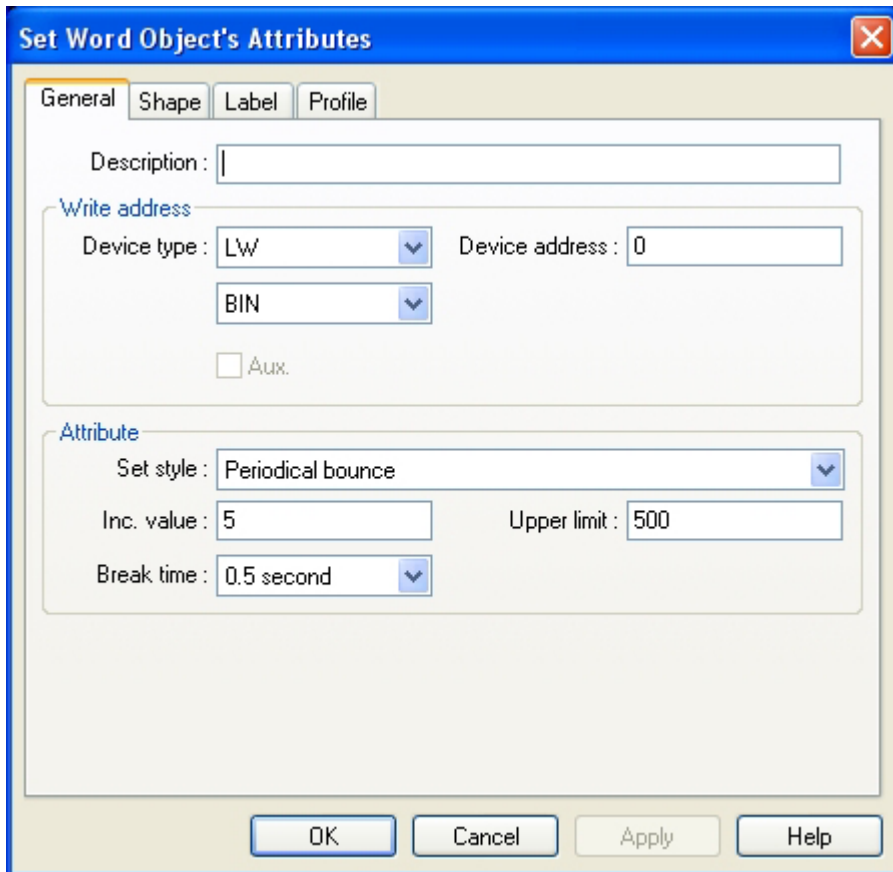 Set Word Object's Attributes
General Shape Label Profile
Description :
Write address
Device type : LW Device address : 0
BIN
Aux.
Attribute
Set style : Periodical bounce
Inc. value : 5 Upper limit : 500
Break time : 0.5 second
OK Cancel Apply Help